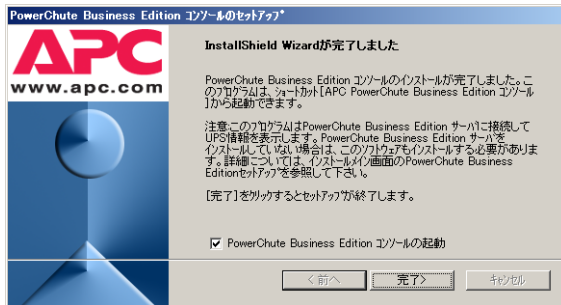 PowerChute Business Edition ｺﾝｿｰﾙのｾｯﾄｱｯﾌﾟ
APC
www.apc.com
InstallShield Wizardが完了しました
PowerChute Business Edition ｺﾝｿｰﾙのｲﾝｽﾄｰﾙが完了しました。こ
のﾌﾟﾛｸﾞﾗﾑは、ｼｮｰﾄｶｯﾄ[APC PowerChute Business Edition ｺﾝｿｰﾙ
]から起動できます。
注意:このﾌﾟﾛｸﾞﾗﾑはPowerChute Business Edition ｻｰﾊﾞに接続して
UPS情報を表示します。PowerChute Business Edition ｻｰﾊﾞを
ｲﾝｽﾄｰﾙしていない場合は、このｿﾌﾄｳｪｱもｲﾝｽﾄｰﾙする必要がありま
す。詳細については、ｲﾝｽﾄｰﾙﾒｲﾝ画面のPowerChute Business
Editionｾｯﾄｱｯﾌﾟを参照して下さい。
[完了]をｸﾘｯｸするとｾｯﾄｱｯﾌﾟが終了します。
PowerChute Business Edition ｺﾝｿｰﾙの起動
<前へ
完了>
ｷｬﾝｾﾙ